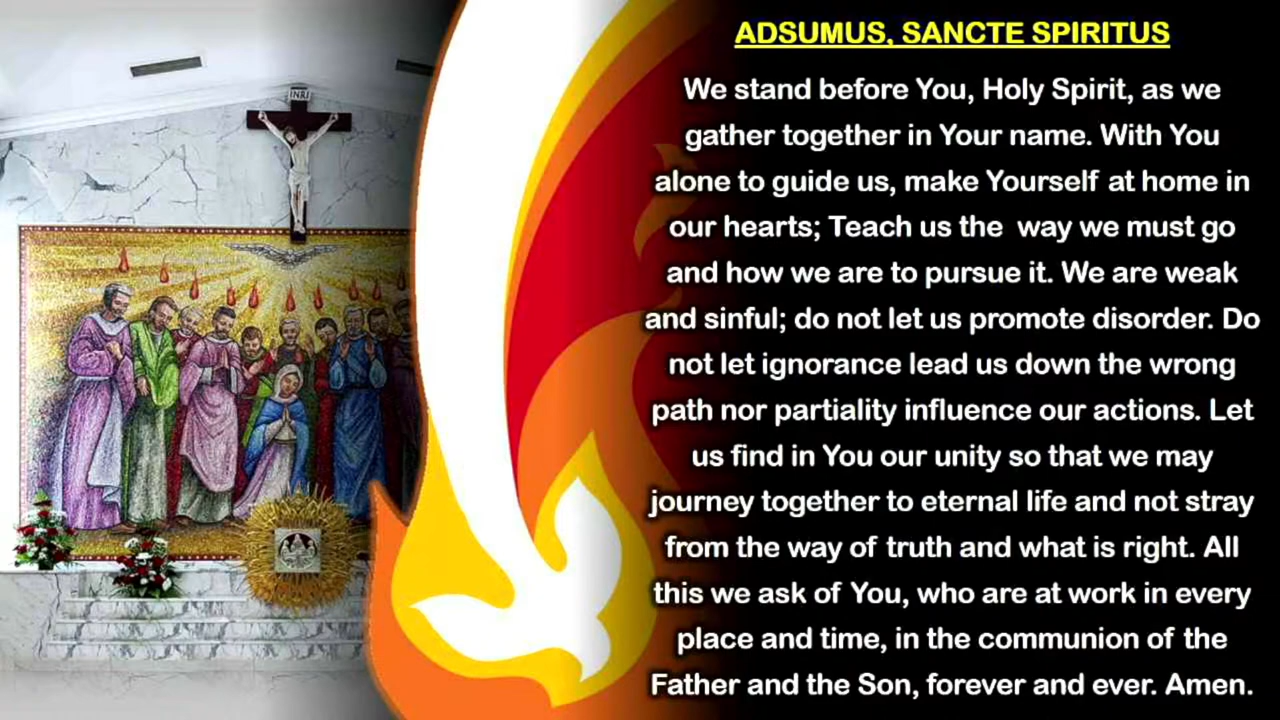 INRI
ADSUMUS, SANCTE SPIRITUS
We stand before You, Holy Spirit, as we
gather together in Your name. With You
alone to guide us, make Yourself at home in
our hearts; Teach us the way we must go
and how we are to pursue it. We are weak
and sinful; do not let us promote disorder. Do
not let ignorance lead us down the wrong
path nor partiality influence our actions. Let
us find in You our unity so that we may
journey together to eternal life and not stray
from the way of truth and what is right. All
this we ask of You, who are at work in every
place and time, in the communion of the
Father and the Son, forever and ever. Amen.